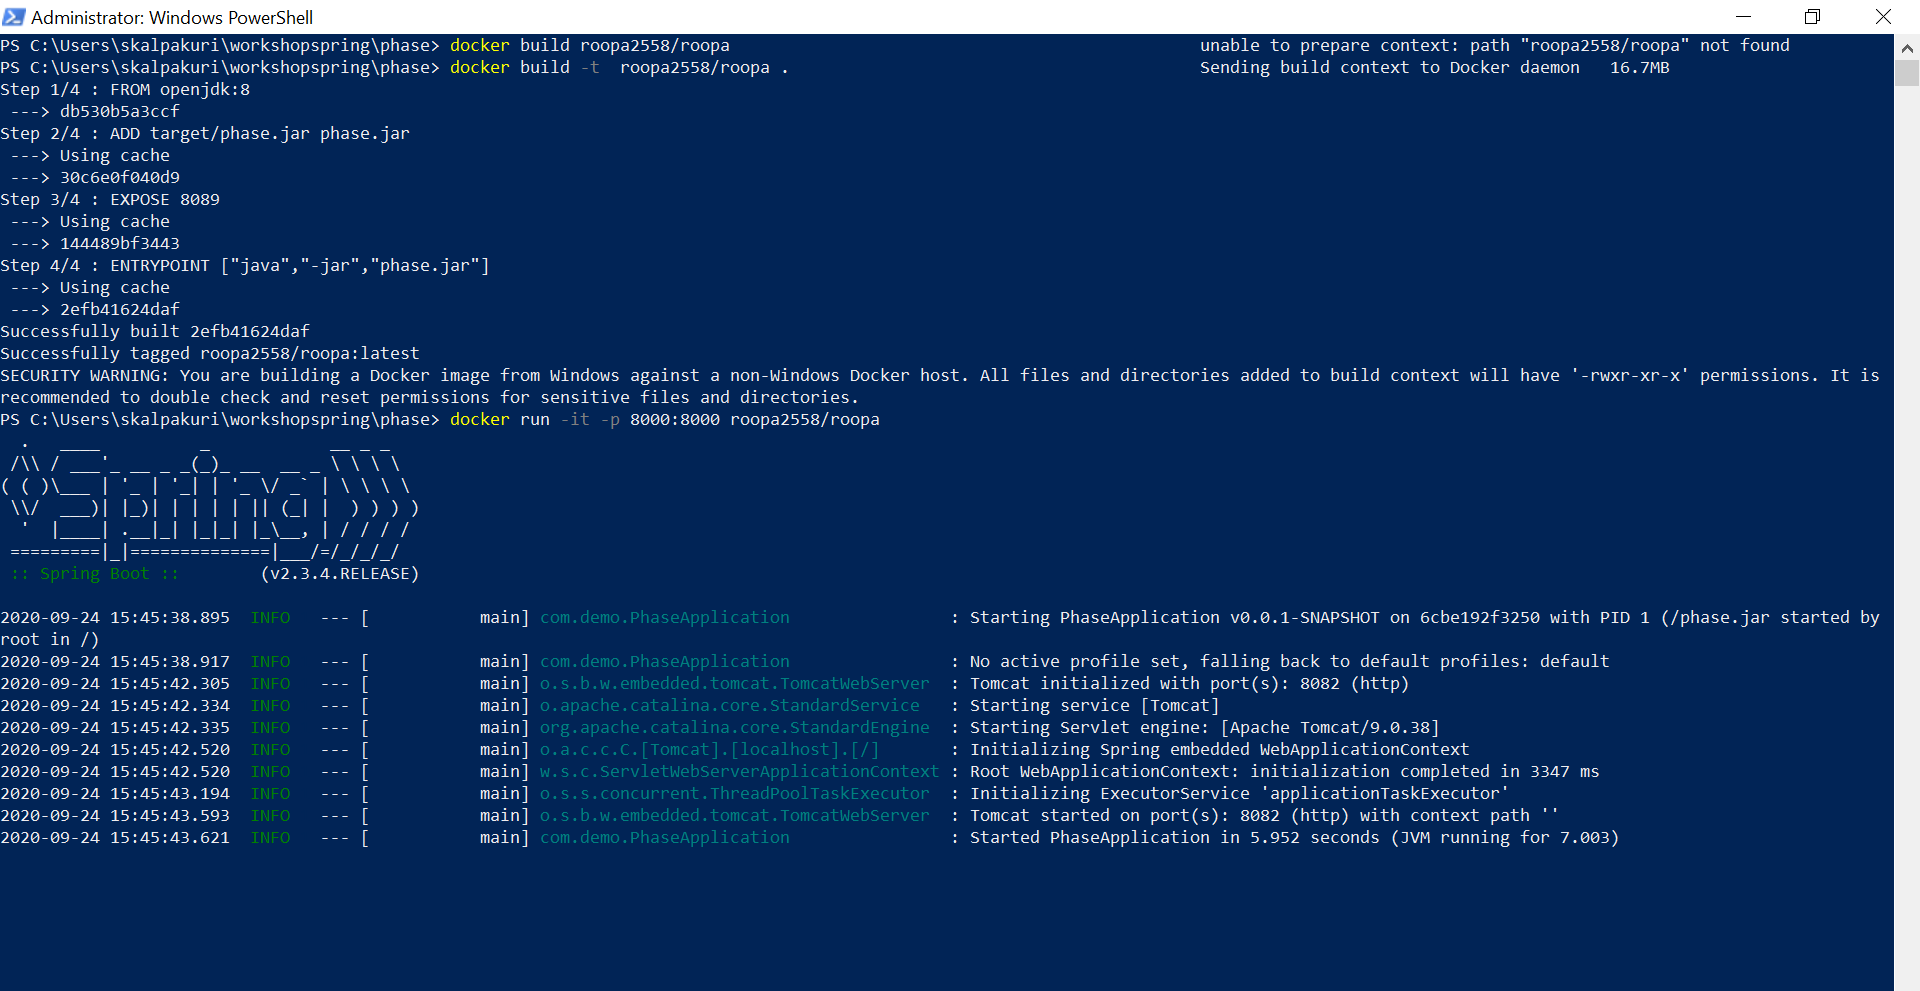 Administrator: Windows PowerShell
PS C:\Users\skalpakuri\workshopspring\phase> docker build roopa2558/roopa                                               unable to prepare context: path "roopa2558/roopa" not found
PS C:\Users\skalpakuri\workshopspring\phase> docker build -t  roopa2558/roopa .                                         Sending build context to Docker daemon   16.7MB
Step 1/4 : FROM openjdk:8
 ---> db530b5a3ccf
Step 2/4 : ADD target/phase.jar phase.jar
 ---> Using cache
 ---> 30c6e0f040d9
Step 3/4 : EXPOSE 8089
 ---> Using cache
 ---> 144489bf3443
Step 4/4 : ENTRYPOINT ["java","-jar","phase.jar"]
 ---> Using cache
 ---> 2efb41624daf
Successfully built 2efb41624daf
Successfully tagged roopa2558/roopa:latest
SECURITY WARNING: You are building a Docker image from Windows against a non-Windows Docker host. All files and directories added to build context will have '-rwxr-xr-x' permissions. It is
recommended to double check and reset permissions for sensitive files and directories.
PS C:\Users\skalpakuri\workshopspring\phase> docker run -it -p 8000:8000 roopa2558/roopa
  .   ____          _            __ _ _
 /\\ / ___'_ __ _ _(_)_ __  __ _ \ \ \ \
( ( )\___ | '_ | '_| | '_ \/ _` | \ \ \ \
 \\/  ___)| |_)| | | | | || (_| |  ) ) ) )
  '  |____| .__|_| |_|_| |_\__, | / / / /
 =========|_|==============|___/=/_/_/_/
 :: Spring Boot ::        (v2.3.4.RELEASE)
2020-09-24 15:45:38.895  INFO   --- [           main] com.demo.PhaseApplication                : Starting PhaseApplication v0.0.1-SNAPSHOT on 6cbe192f3250 with PID 1 (/phase.jar started by
root in /)
2020-09-24 15:45:38.917  INFO   --- [           main] com.demo.PhaseApplication                : No active profile set, falling back to default profiles: default
2020-09-24 15:45:42.305  INFO   --- [           main] o.s.b.w.embedded.tomcat.TomcatWebServer  : Tomcat initialized with port(s): 8082 (http)
2020-09-24 15:45:42.334  INFO   --- [           main] o.apache.catalina.core.StandardService   : Starting service [Tomcat]
2020-09-24 15:45:42.335  INFO   --- [           main] org.apache.catalina.core.StandardEngine  : Starting Servlet engine: [Apache Tomcat/9.0.38]
2020-09-24 15:45:42.520  INFO   --- [           main] o.a.c.c.C.[Tomcat].[localhost].[/]       : Initializing Spring embedded WebApplicationContext
2020-09-24 15:45:42.520  INFO   --- [           main] w.s.c.ServletWebServerApplicationContext : Root WebApplicationContext: initialization completed in 3347 ms
2020-09-24 15:45:43.194  INFO   --- [           main] o.s.s.concurrent.ThreadPoolTaskExecutor  : Initializing ExecutorService 'applicationTaskExecutor'
2020-09-24 15:45:43.593  INFO   --- [           main] o.s.b.w.embedded.tomcat.TomcatWebServer  : Tomcat started on port(s): 8082 (http) with context path ''
2020-09-24 15:45:43.621  INFO   --- [           main] com.demo.PhaseApplication                : Started PhaseApplication in 5.952 seconds (JVM running for 7.003)